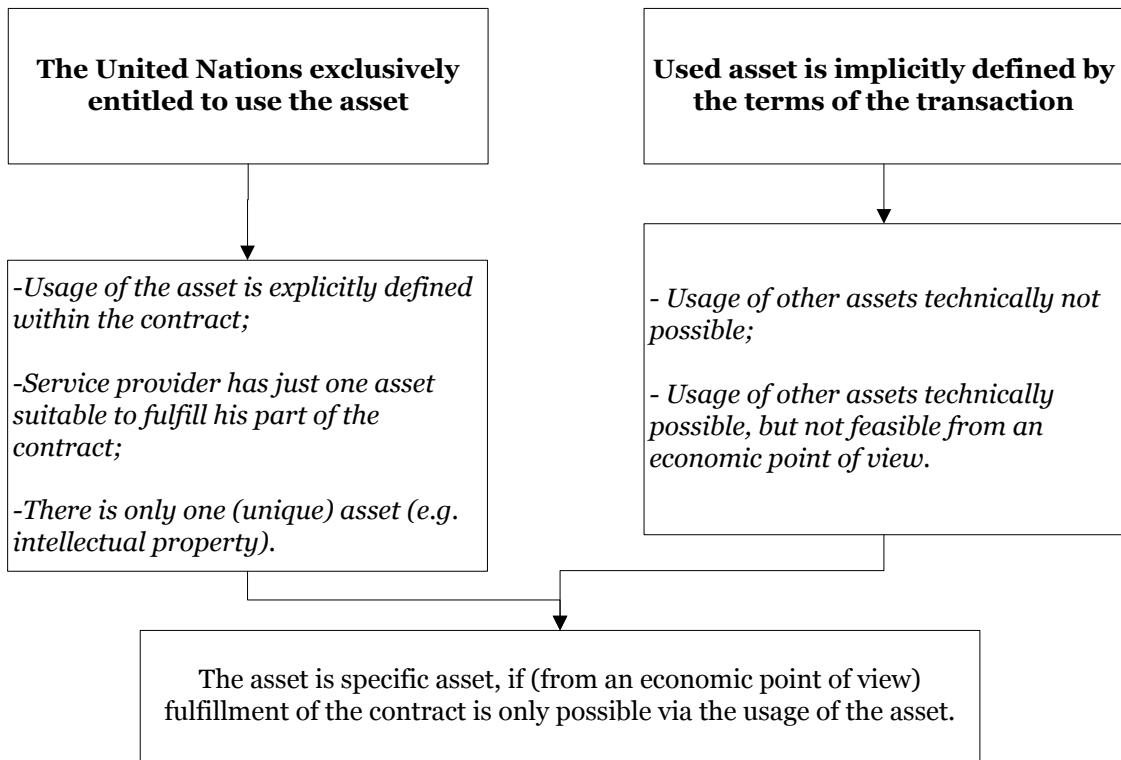 The United Nations exclusively
entitled to use the asset
Used asset is implicitly defined by
the terms of the transaction
-Usage of the asset is explicitly defined
within the contract;
-Service provider has just one asset
suitable to fulfill his part of the
contract;
-There is only one (unique) asset (e.g.
intellectual property).
- Usage of other assets technically not
possible;
- Usage of other assets technically
possible, but not feasible from an
economic point of view.
The asset is specific asset, if (from an economic point of view)
fulfillment of the contract is only possible via the usage of the asset.